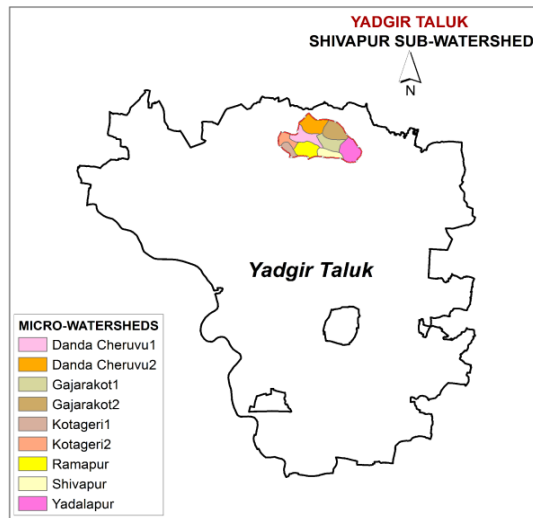 YADGIR TALUK
SHIVAPUR SUB-WATERSHED
N
Yadgir Taluk
MICRO-WATERSHEDS
Danda Cheruvu1
Danda Cheruvu2
Gajarakot1
Gajarakot2
Kotageri1
Kotageri2
Ramapur
Shivapur
Yadalapur